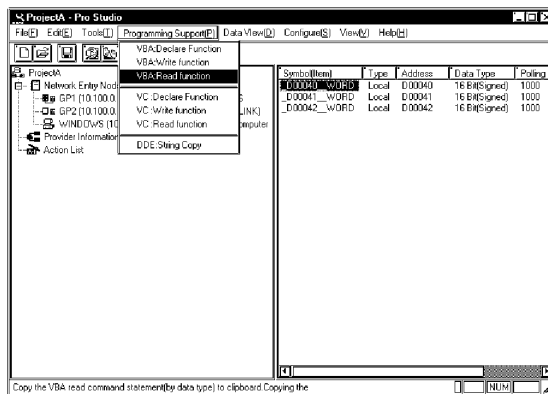 ProjectA - Pro Studio
File[F] Edit[E] Tools[T] Programming Support[P] Data View[D] Configure[S] View[V] Help[H]
VBA:Declare Function
VBA:Write function
VBA:Read function
VC:Declare Function
VC:Write function
VC:Read function
DDE:String Copy
ProjectA
Network Entry Node
GP1 (10.100.0. S
GP2 (10.100.0. LINK)
WINDOWS (10 omputer
Provider Information
Action List
Symbol(Item) Type Address Data Type Polling
_D00040__WORD Local D00040 16 Bit(Signed) 1000
_D00041__WORD Local D00041 16 Bit(Signed) 1000
_D00042__WORD Local D00042 16 Bit(Signed) 1000
Copy the VBA read command statement(by data type) to clipboard.Copying the
NUM